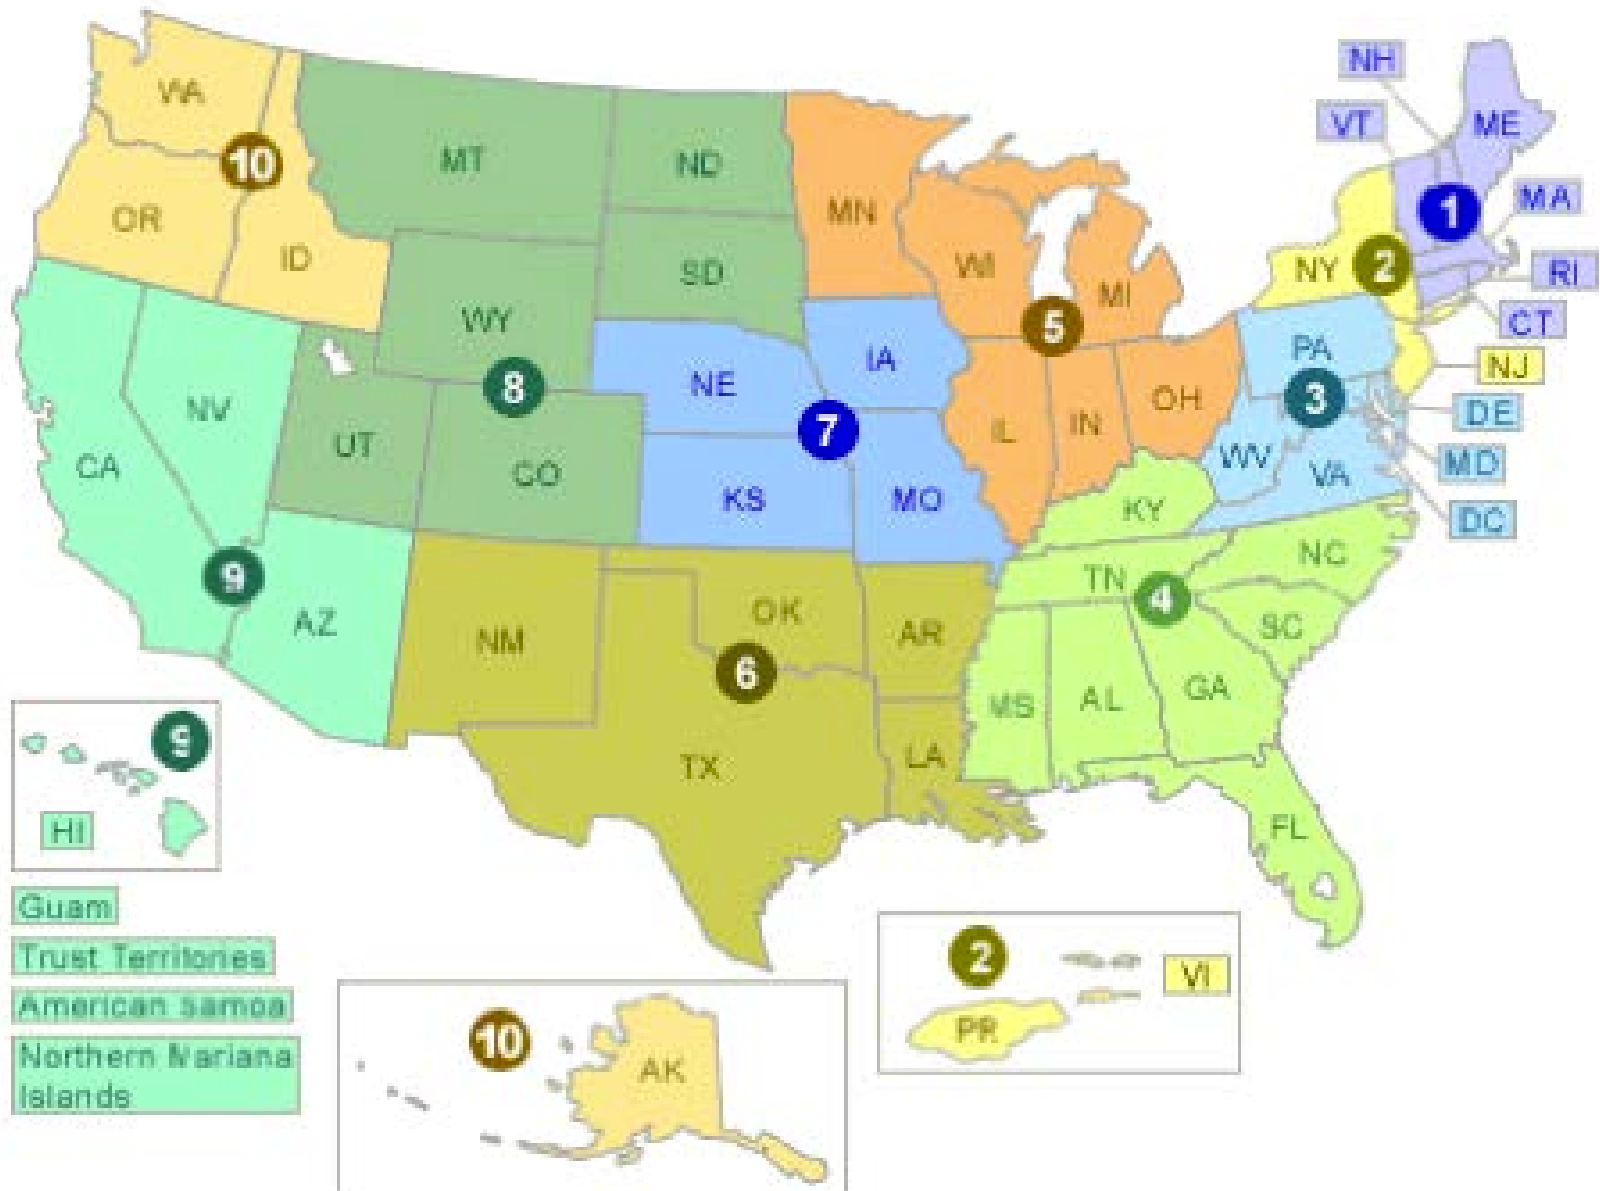 NH
VT
ME
WA
10
MT
ND
MN
1
MA
OR
ID
SD
WI
MI
NY
2
RI
WY
5
CT
8
NE
IA
PA
NJ
NV
UT
CO
7
IL
IN
OH
3
DE
CA
KS
MO
WV
VA
MD
KY
DC
9
AZ
NM
OK
AR
TN
4
NC
SC
6
MS
AL
GA
TX
LA
FL
9
HI
Guam
Trust Territories
American Samoa
Northern Mariana
Islands
10
AK
2
VI
PR